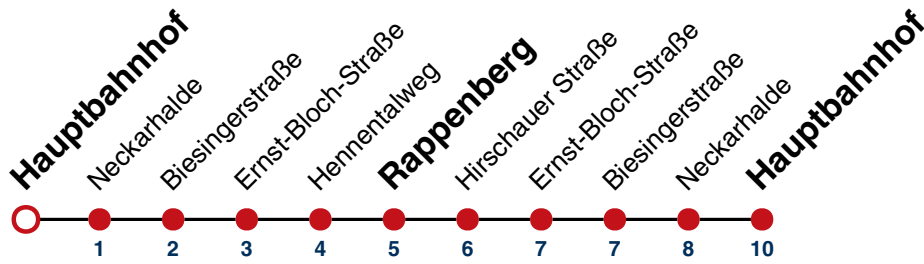 Hauptbahnhof
Neckarhalde
Biesingerstraße
Ernst-Bloch-Straße
Hennentalweg
Rappenberg
Hirschauer Straße
Ernst-Bloch-Straße
Biesingerstraße
Neckarhalde
Hauptbahnhof
1 2 3 4 5 6 7 7 8 10